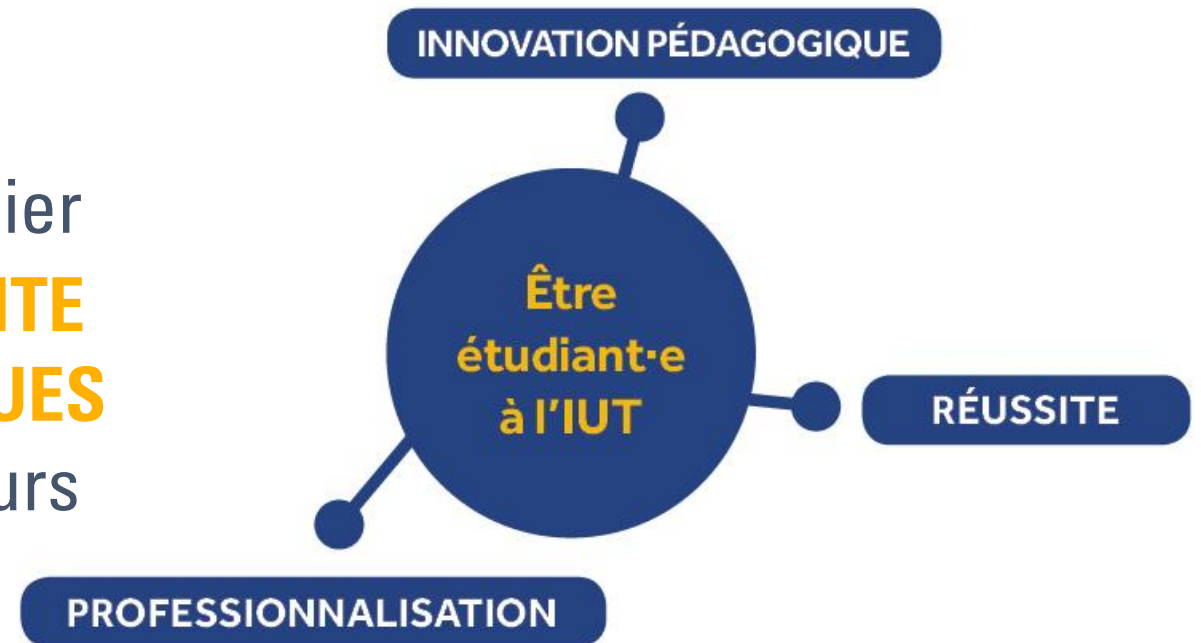 INNOVATION PÉDAGOGIQUE
ier
ITE
UES
urs
Être
étudiant·e
à l'IUT
RÉUSSITE
PROFESSIONNALISATION